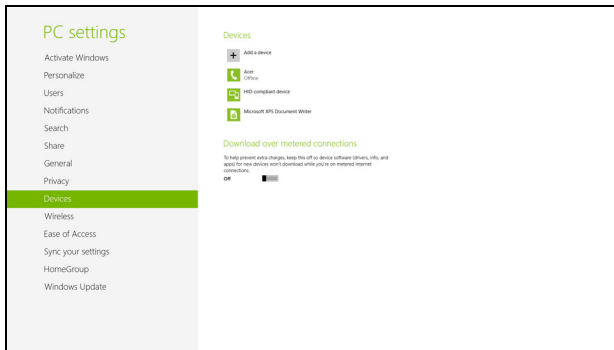 PC settings
Activate Windows
Personalize
Users
Notifications
Search
Share
General
Privacy
Devices
Wireless
Ease of Access
Sync your settings
HomeGroup
Windows Update
Devices
Add a device
Acer
Offline
HID-compliant device
Microsoft XPS Document Writer
Download over metered connections
To help prevent extra charges, keep this off so device software (drivers, info, and
apps) for new devices won't download while you're on metered Internet
connections.
Off